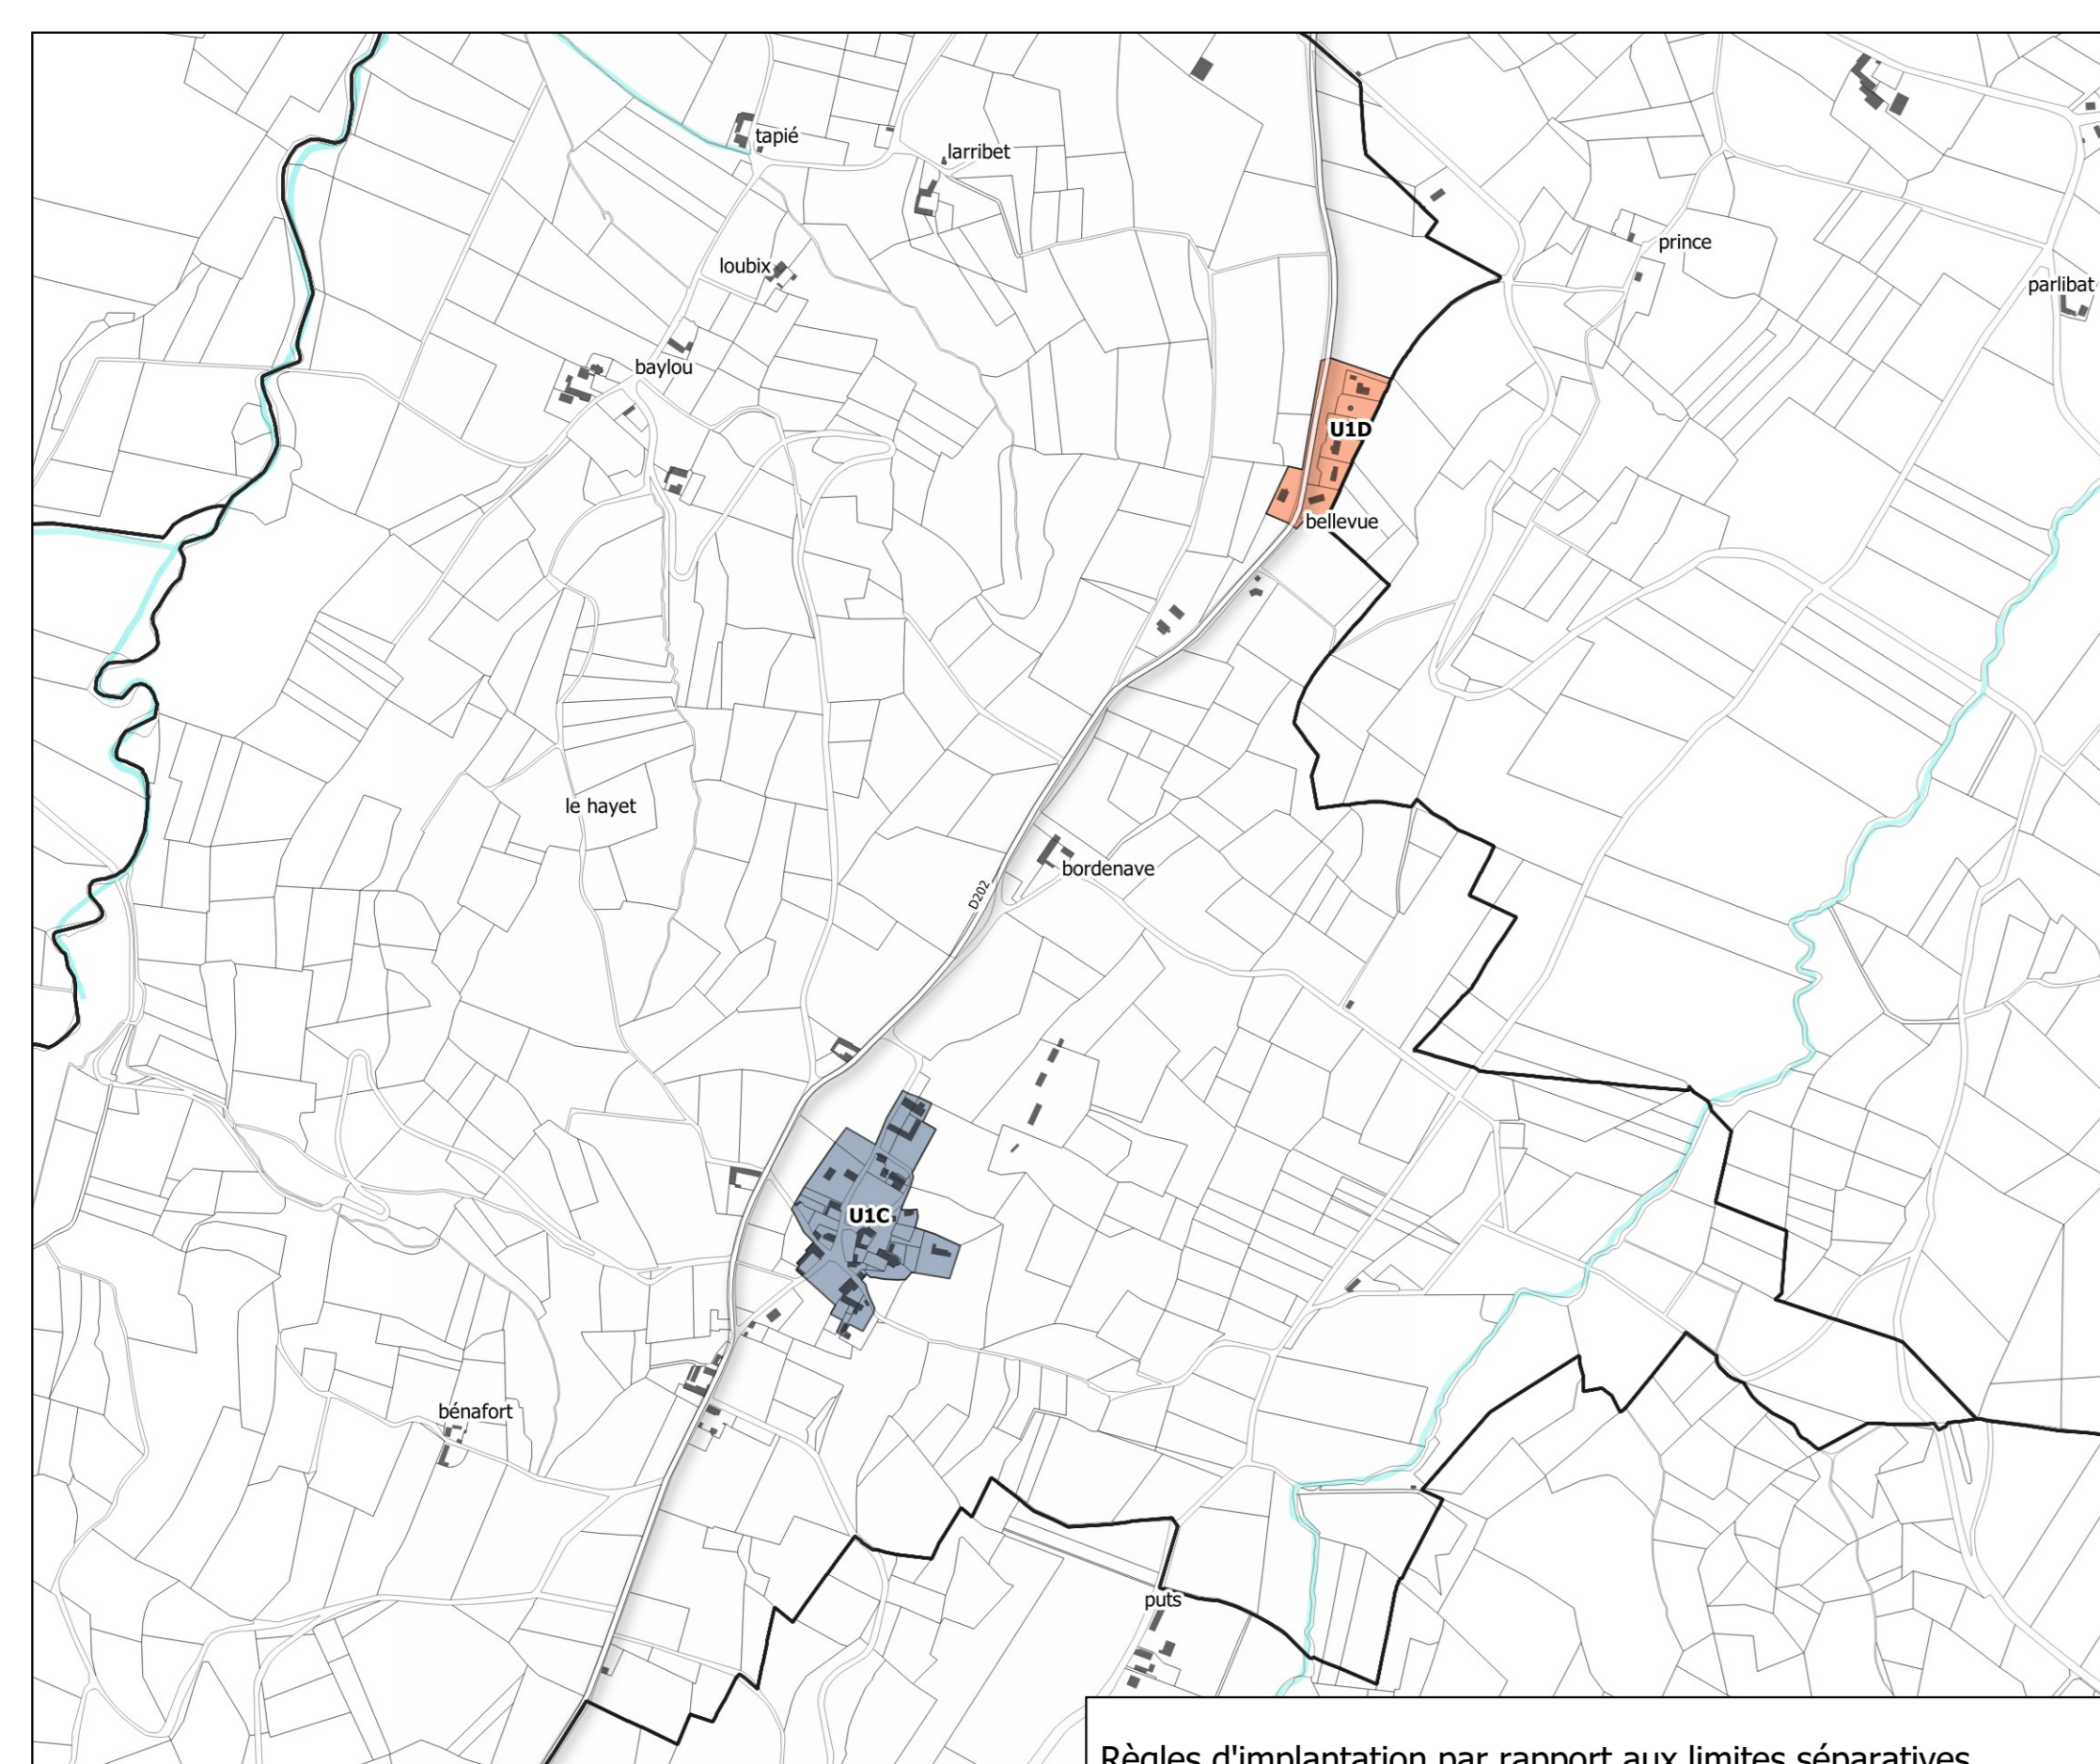 tapié
larribet
prince
loubix
parlibat
baylou
U1D
bellevue
le hayet
bordenave
D202
U1C
bénafort
puts
Règles d'implantation par rapport aux limites séparatives